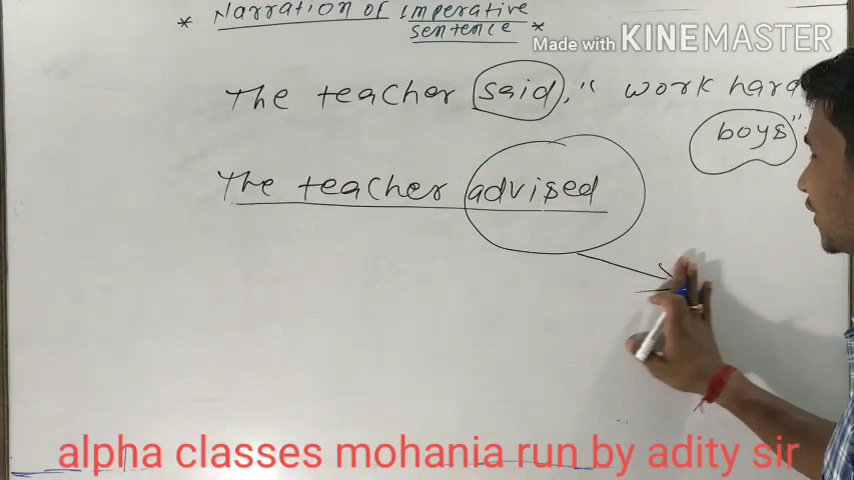 * Narration of imperative
sentence *
Made with KINEMASTER
The teacher said, " work hard
boys".
The teacher advised
alpha classes mohania run by adity sir